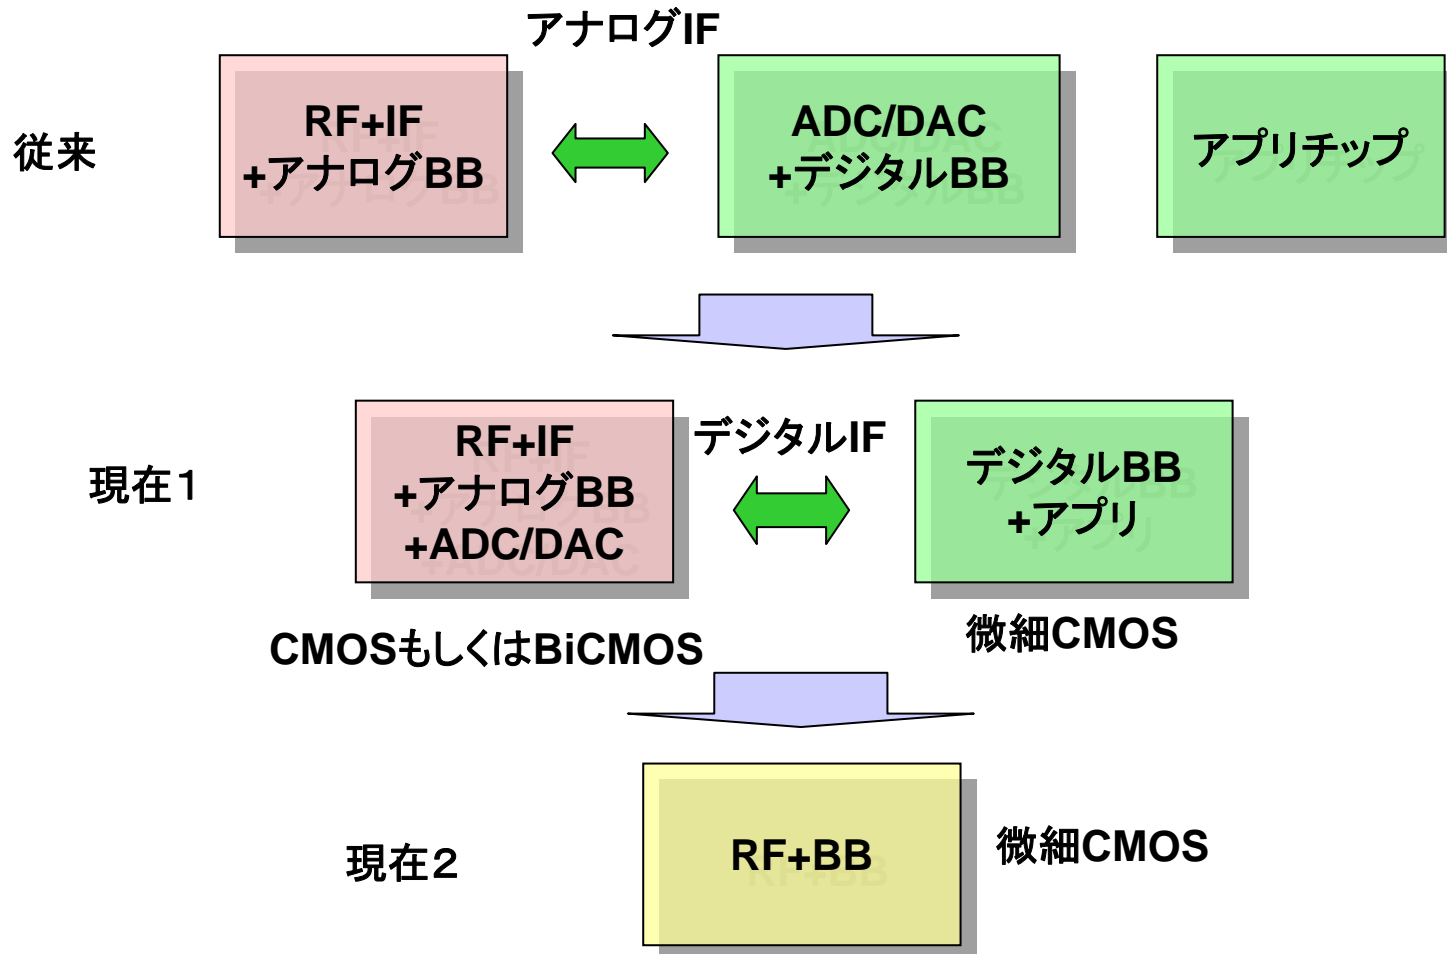 アナログIF
従来
RF+IF
+アナログBB
ADC/DAC
+デジタルBB
アプリチップ
現在１
RF+IF
+アナログBB
+ADC/DAC
デジタルIF
デジタルBB
+アプリ
CMOSもしくはBiCMOS
微細CMOS
現在２
RF+BB
微細CMOS